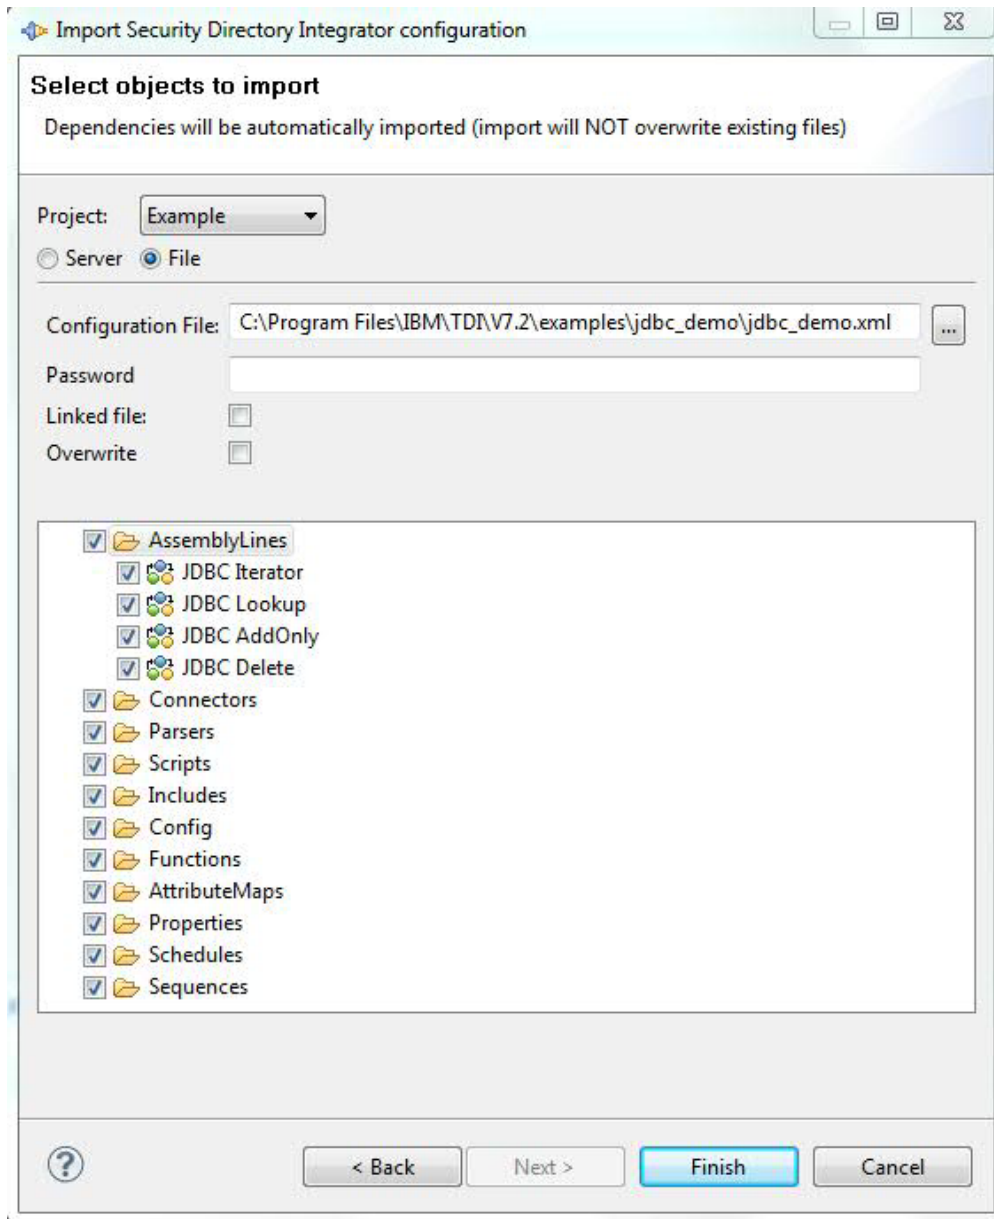 Import Security Directory Integrator configuration
Select objects to import
Dependencies will be automatically imported (import will NOT overwrite existing files)
Project: Example
Server File
Configuration File: C:\Program Files\IBM\TDI\V7.2\examples\jdbc_demo\jdbc_demo.xml ...
Password
Linked file:
Overwrite
AssemblyLines
JDBC Iterator
JDBC Lookup
JDBC AddOnly
JDBC Delete
Connectors
Parsers
Scripts
Includes
Config
Functions
AttributeMaps
Properties
Schedules
Sequences
? < Back Next > Finish Cancel